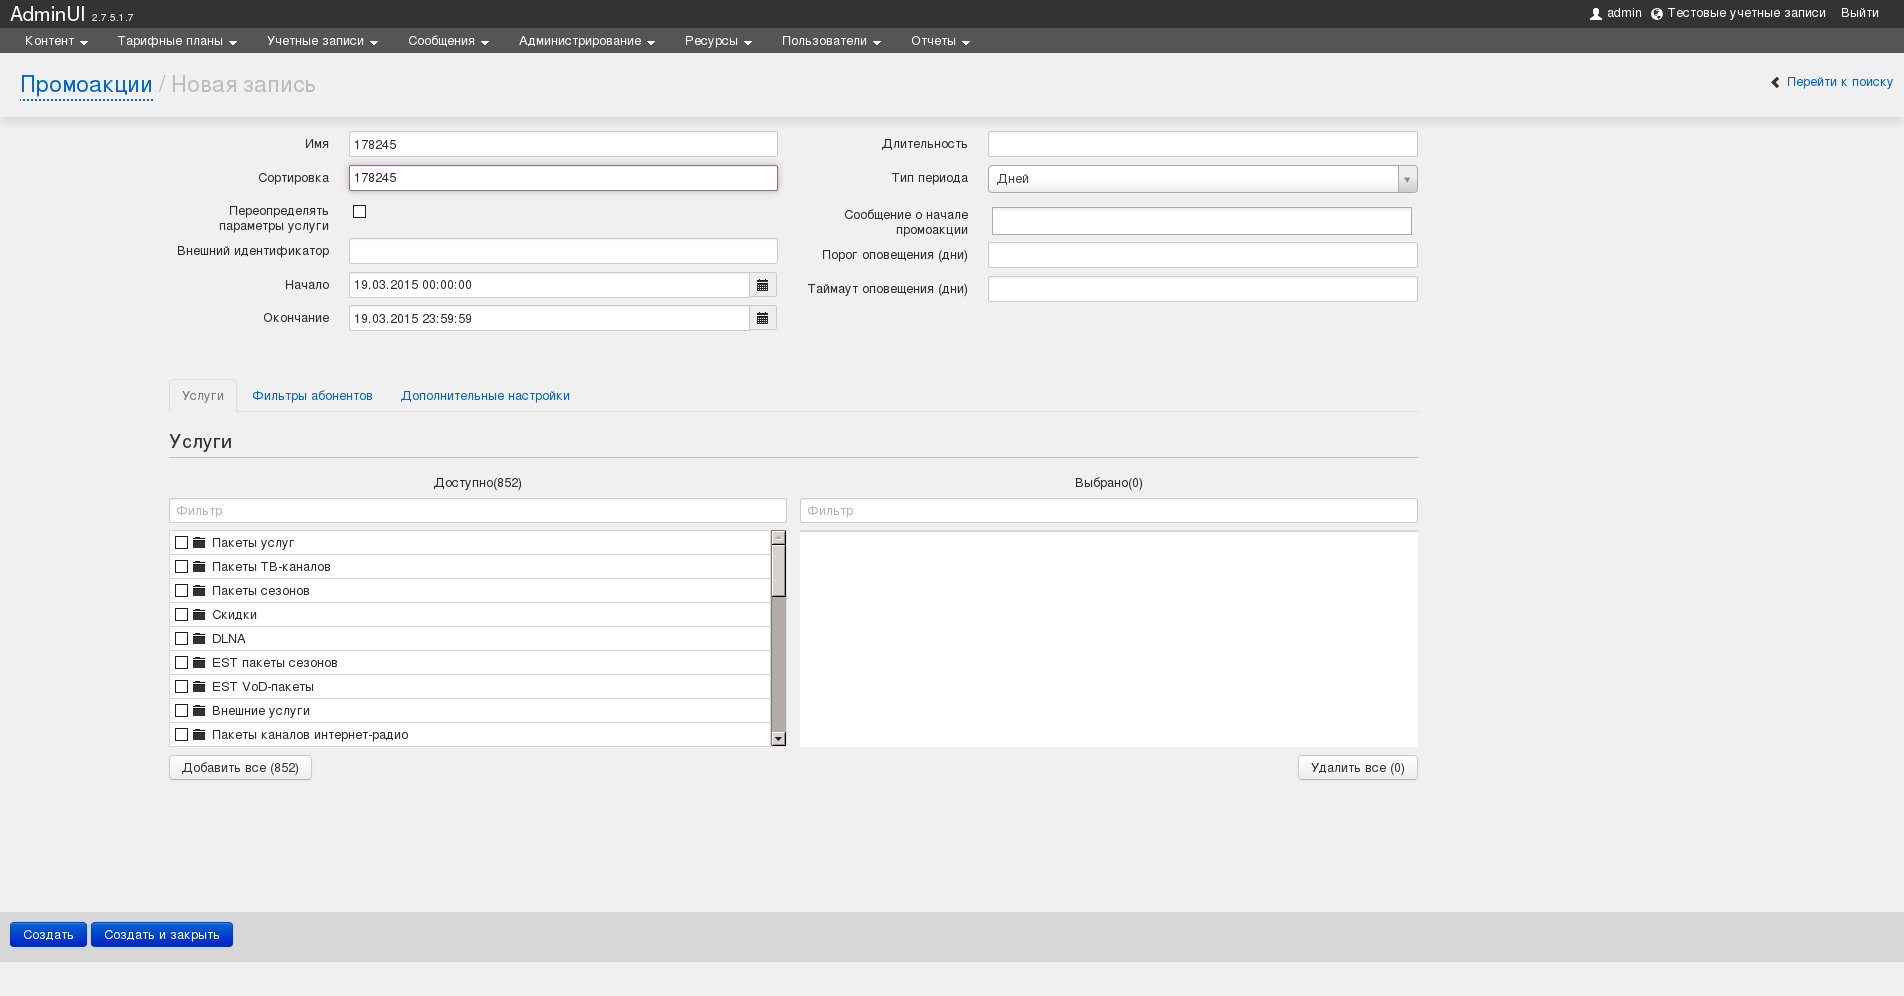 AdminUI 2.7.5.1.7
admin Тестовые учетные записи Выйти
Контент Тарифные планы Учетные записи Сообщения Администрирование Ресурсы Пользователи Отчеты
Промоакции / Новая запись
Перейти к поиску
Имя 178245
Сортировка 178245
Переопределять
параметры услуги
Внешний идентификатор
Начало 19.03.2015 00:00:00
Окончание 19.03.2015 23:59:59
Длительность
Тип периода Дней
Сообщение о начале
промоакции
Порог оповещения (дни)
Таймаут оповещения (дни)
Услуги Фильтры абонентов Дополнительные настройки
Услуги
Доступно(852)
Фильтр
Пакеты услуг
Пакеты ТВ-каналов
Пакеты сезонов
Скидки
DLNA
EST пакеты сезонов
EST VoD-пакеты
Внешние услуги
Пакеты каналов интернет-радио
Добавить все (852)
Выбрано(0)
Фильтр
Удалить все (0)
Создать Создать и закрыть